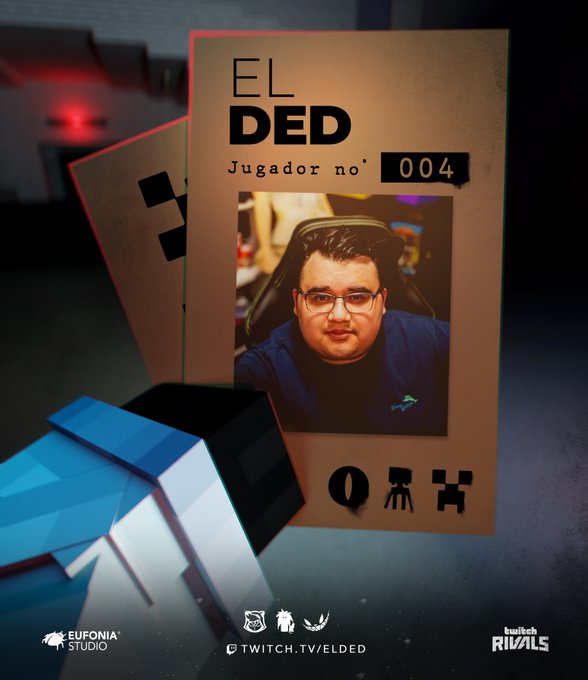 EL
DED
Jugador no° 004
EUFONIA®
STUDIO
TWITCH.TV/ELDED
twitch
RIVALS